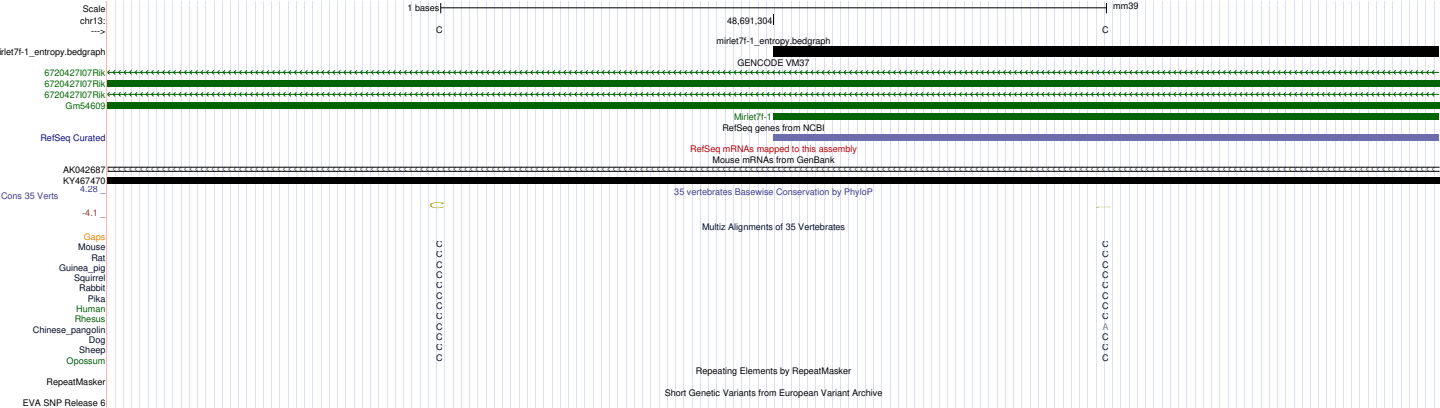 Scale 1 bases mm39
chr13: 48,691,304
---> C C
mirlet7f-1_entropy.bedgraph
irlet7f-1_entropy.bedgraph
GENCODE VM37
6720427I07Rik
6720427I07Rik
6720427I07Rik
Gm54609
Mirlet7f-1
RefSeq genes from NCBI
RefSeq Curated
RefSeq mRNAs mapped to this assembly
Mouse mRNAs from GenBank
AK042687
KY467470
4.28 _
35 vertebrates Basewise Conservation by PhyloP
Cons 35 Verts
C
-4.1 _
Multiz Alignments of 35 Vertebrates
Gaps
Mouse C C
Rat C C
Guinea_pig C C
Squirrel C C
Rabbit C C
Pika C C
Human C C
Rhesus C C
Chinese_pangolin C A
Dog C C
Sheep C C
Opossum C C
Repeating Elements by RepeatMasker
RepeatMasker
Short Genetic Variants from European Variant Archive
EVA SNP Release 6